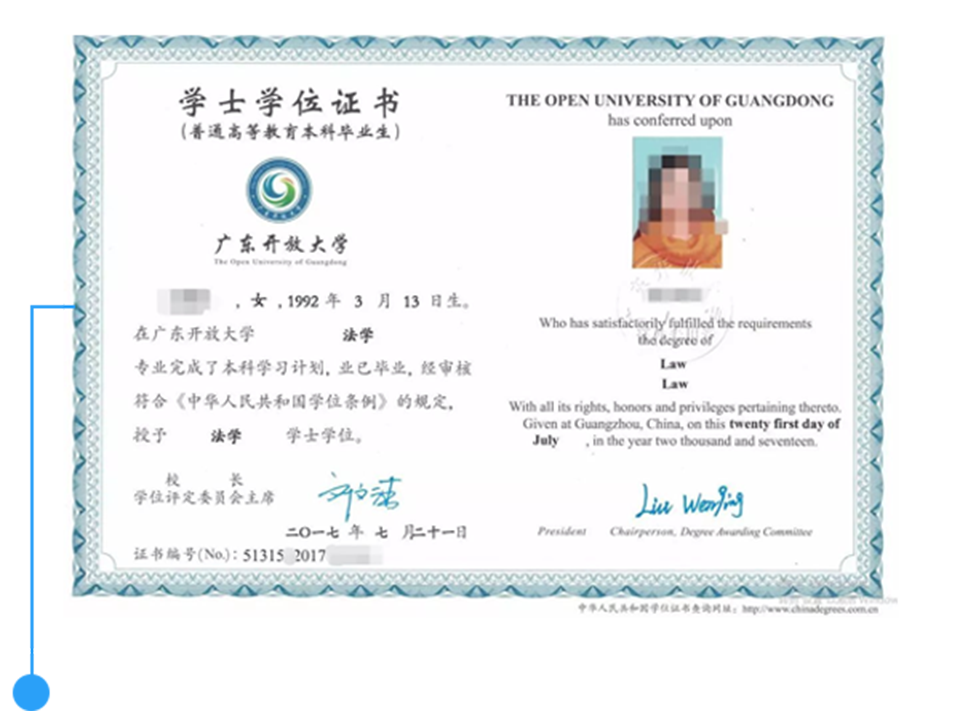 学士学位证书
(普通高等教育本科毕业生)
广东开放大学
The Open University of Guangdong
,女,1992 年 3 月 13 日生。
在广东开放大学 法学
专业完成了本科学习计划,业已毕业,经审核
符合《中华人民共和国学位条例》的规定,
授予 法学 学士学位。
校 长
学位评定委员会主席
二〇一七 年 七 月二十一日
证书编号(No.):51315 2017
THE OPEN UNIVERSITY OF GUANGDONG
has conferred upon
Who has satisfactorily fulfilled the requirements
the degree of
Law
Law
With all its rights, honors and privileges pertaining thereto.
Given at Guangzhou, China, on this twenty first day of
July , in the year two thousand and seventeen.
Liu Wenqing
President Chairperson, Degree Awarding Committee
中华人民共和国学位证书查询网址:http://www.chinadegrees.com.cn